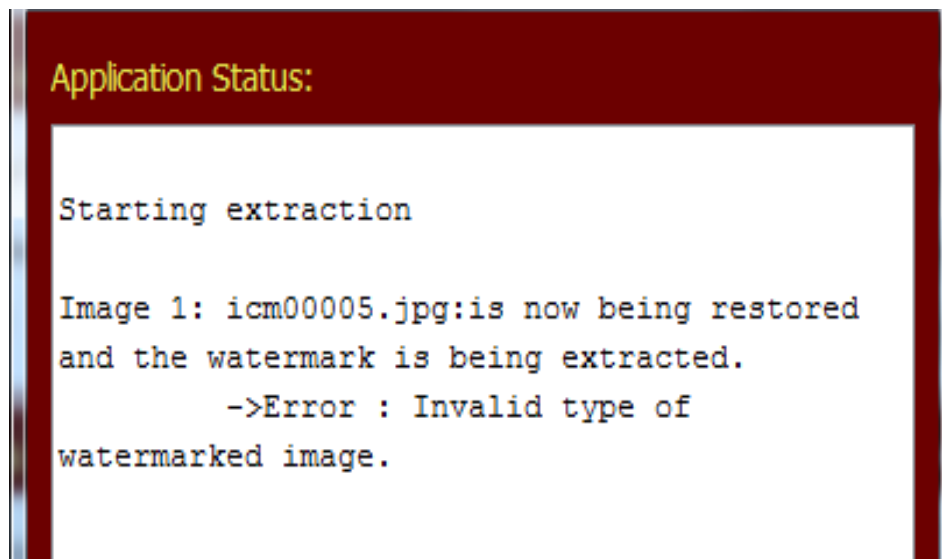 Application Status:
Starting extraction
Image 1: icm00005.jpg:is now being restored
and the watermark is being extracted.
->Error : Invalid type of
watermarked image.